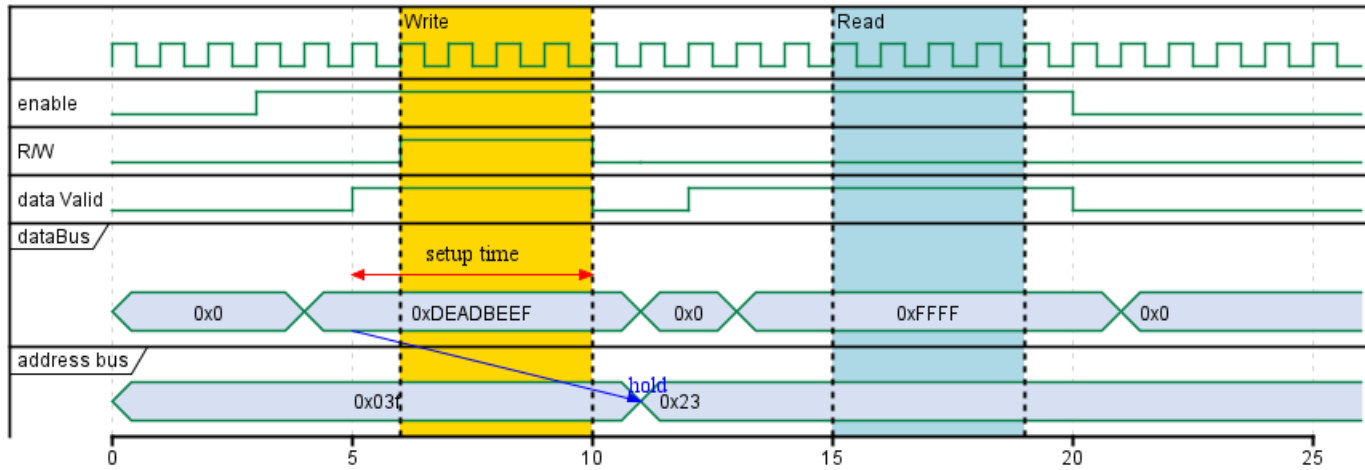 Write
Read
enable
R/W
data Valid
dataBus
setup time
0x0
0xDEADBEEF
0x0
0xFFFF
0x0
address bus
hold
0x03f
0x23
0
5
10
15
20
25